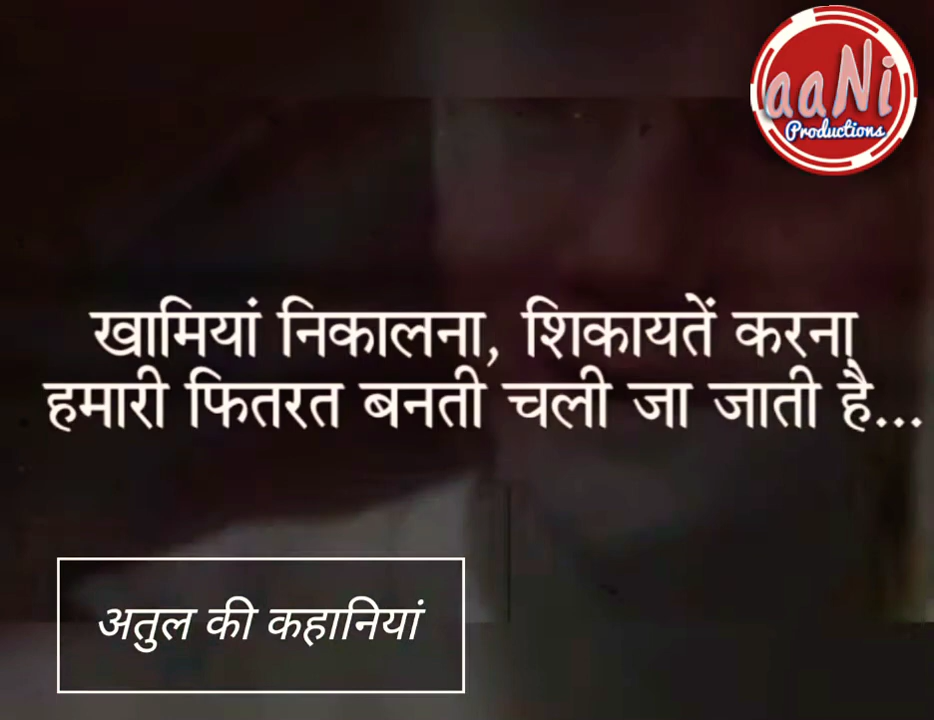 aaNi
Productions
खामियां निकालना, शिकायतें करना
हमारी फितरत बनती चली जा जाती है...
अतुल की कहानियां